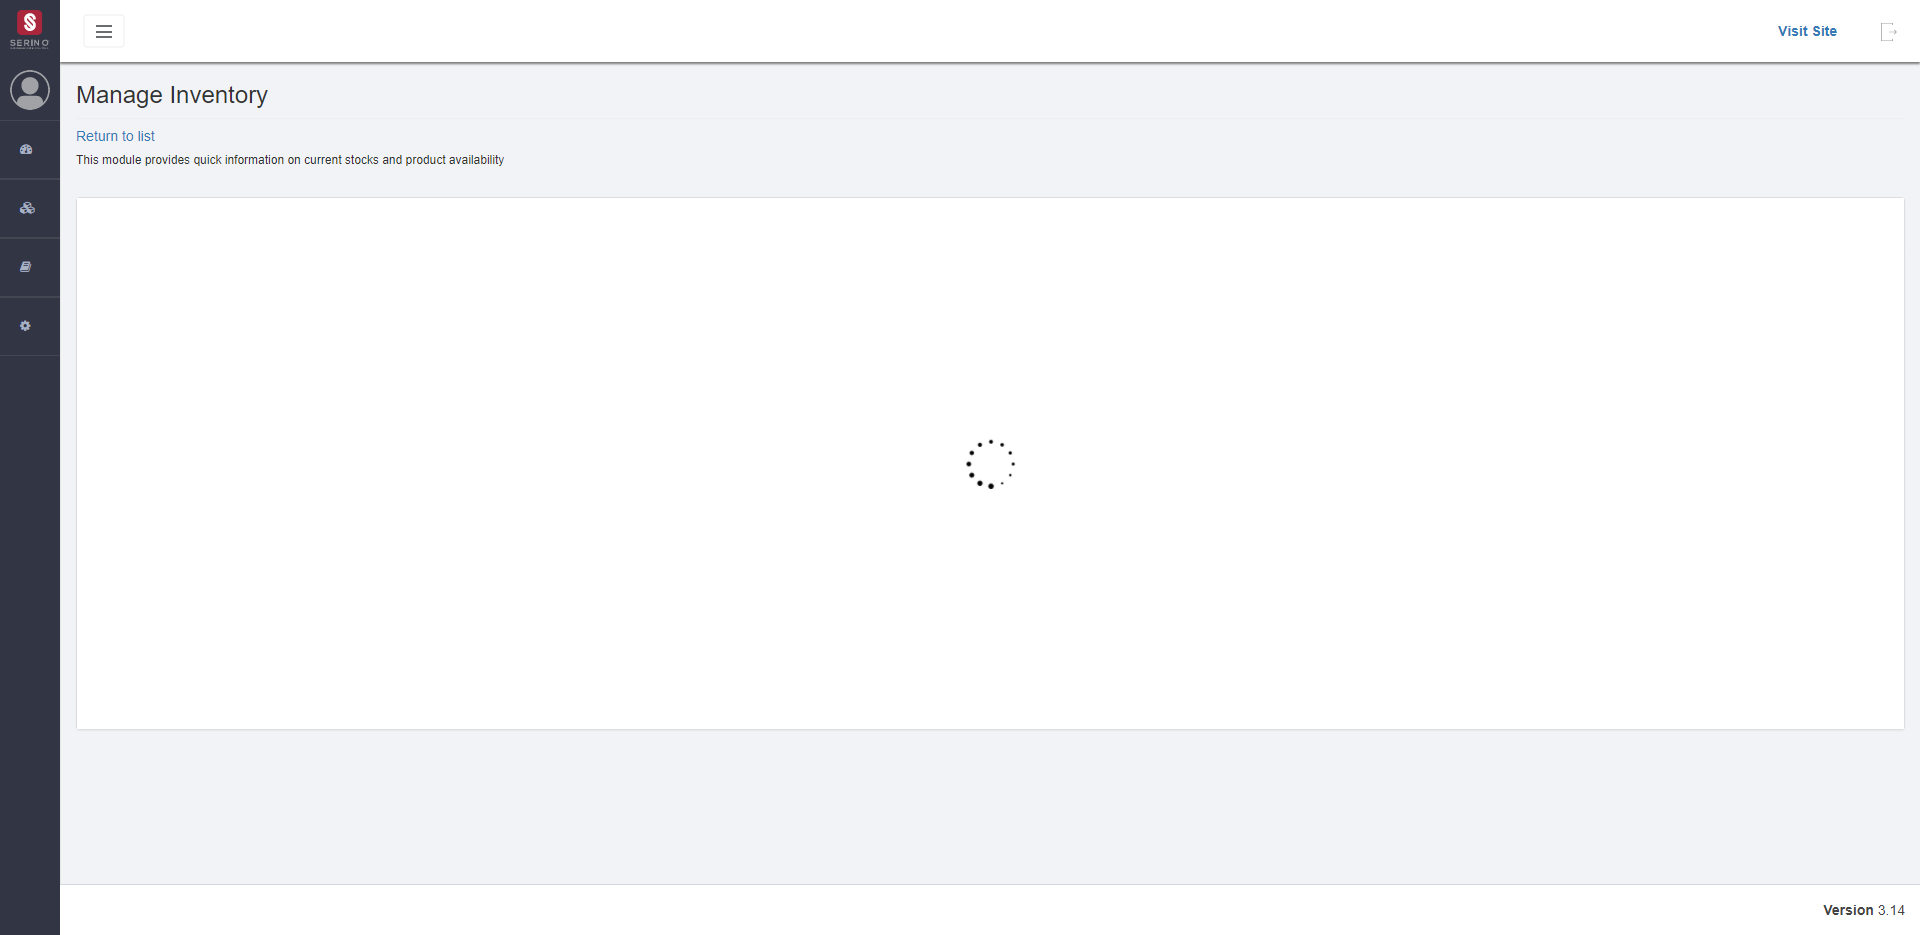 SERINO
Visit Site
Manage Inventory
Return to list
This module provides quick information on current stocks and product availability
Version 3.14